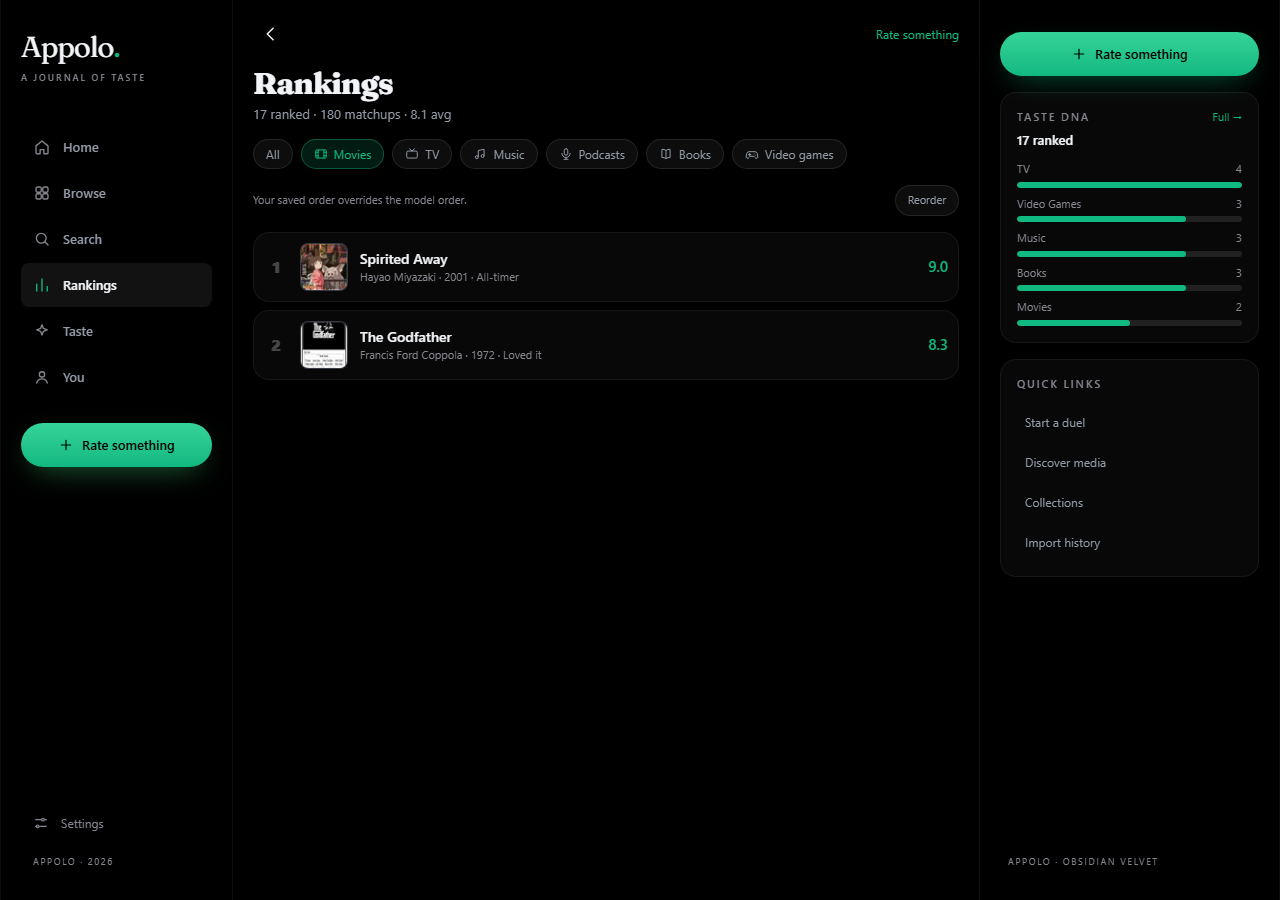 Appolo.
A JOURNAL OF TASTE
Home
Browse
Search
Rankings
Taste
You
Rate something
Settings
APPOLO · 2026
Rate something
Rankings
17 ranked · 180 matchups · 8.1 avg
All Movies TV Music Podcasts Books Video games
Your saved order overrides the model order. Reorder
1 Spirited Away 9.0
Hayao Miyazaki · 2001 · All-timer
2 The Godfather 8.3
Francis Ford Coppola · 1972 · Loved it
Rate something
TASTE DNA Full →
17 ranked
TV 4
Video Games 3
Music 3
Books 3
Movies 2
QUICK LINKS
Start a duel
Discover media
Collections
Import history
APPOLO · OBSIDIAN VELVET